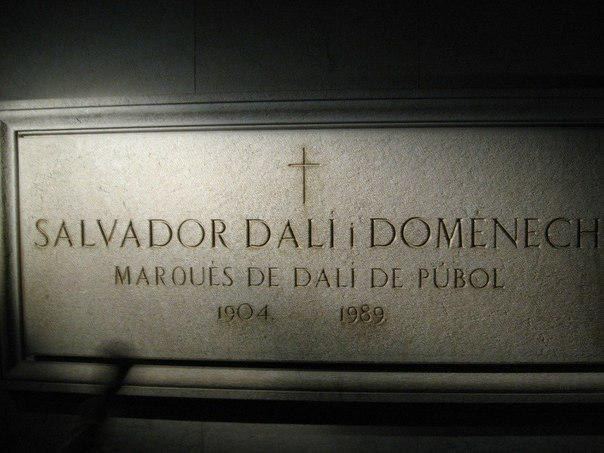 SALVADOR DALÍ i DOMÈNECH
MARQUÈS DE DALÍ DE PÚBOL
1904. 1989.